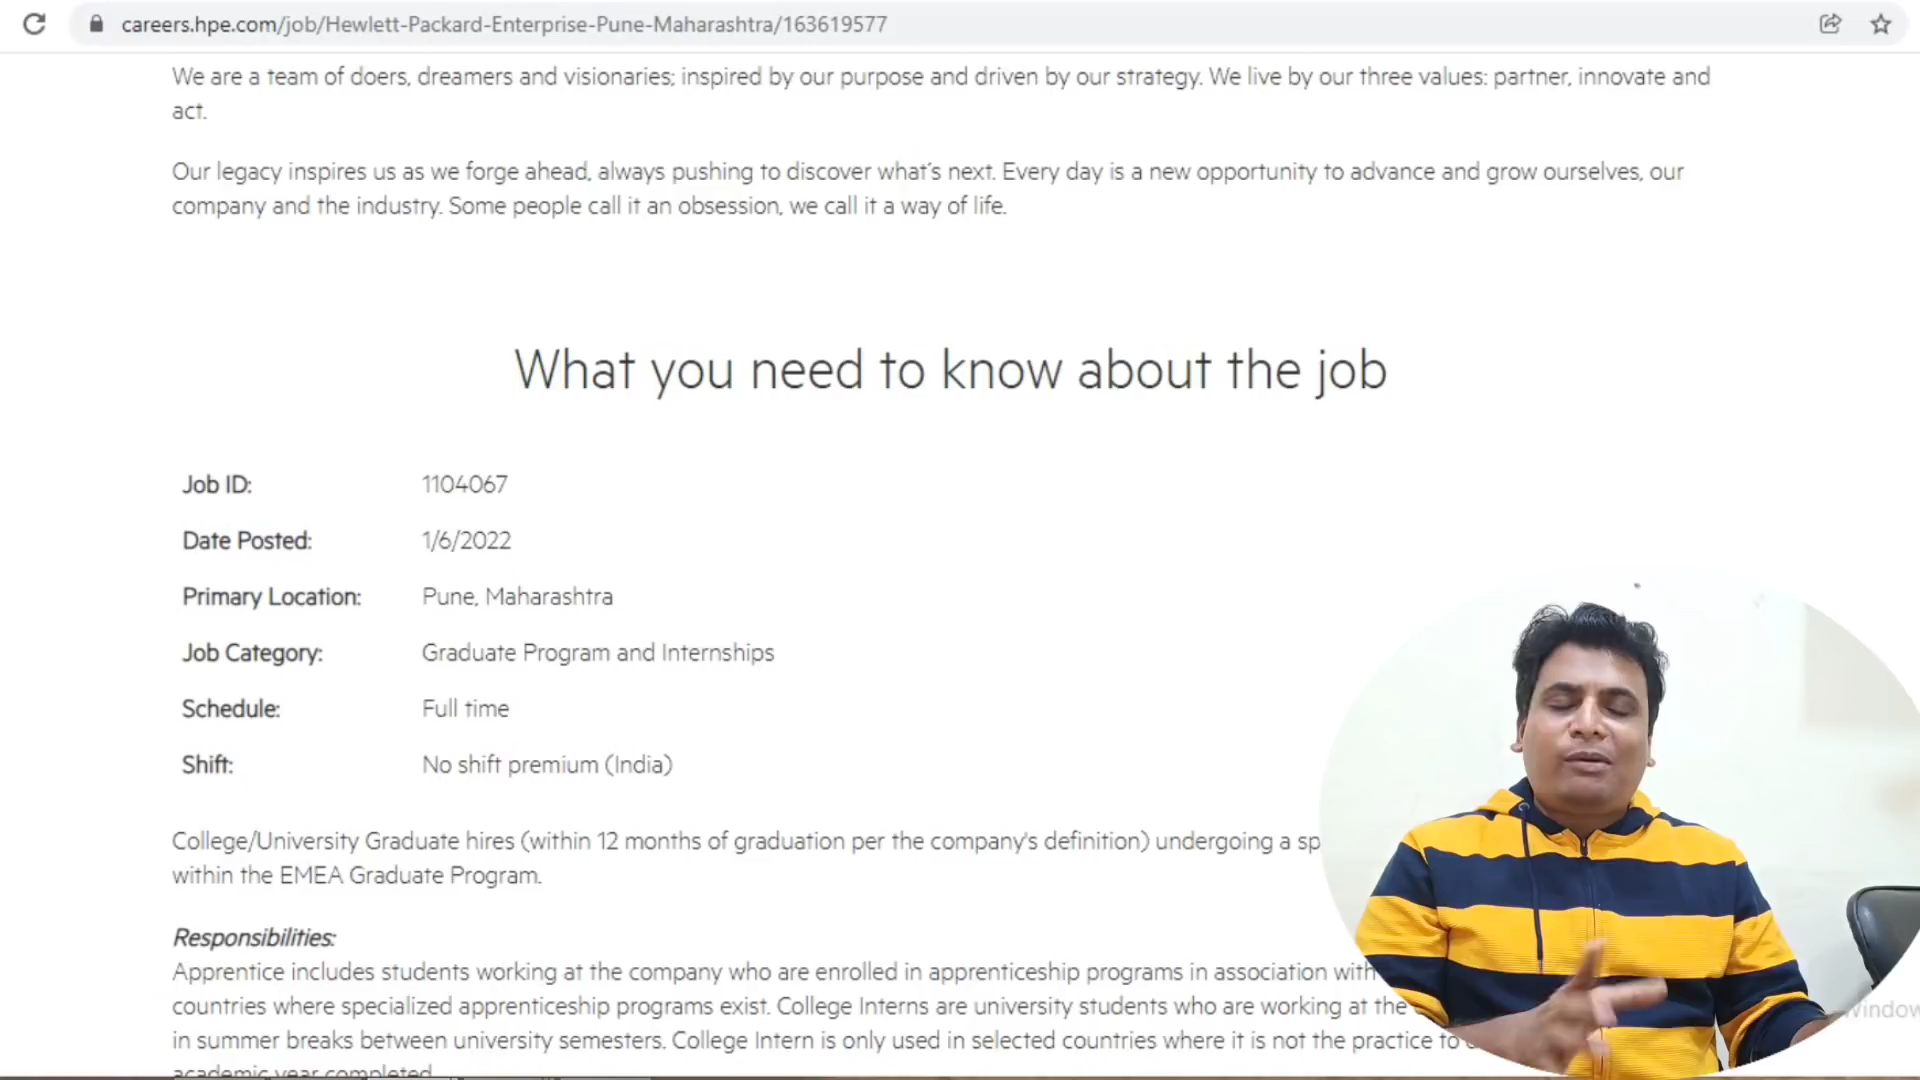 careers.hpe.com/job/Hewlett-Packard-Enterprise-Pune-Maharashtra/163619577
We are a team of doers, dreamers and visionaries; inspired by our purpose and driven by our strategy. We live by our three values: partner, innovate and
act.
Our legacy inspires us as we forge ahead, always pushing to discover what's next. Every day is a new opportunity to advance and grow ourselves, our
company and the industry. Some people call it an obsession, we call it a way of life.
What you need to know about the job
Job ID: 1104067
Date Posted: 1/6/2022
Primary Location: Pune, Maharashtra
Job Category: Graduate Program and Internships
Schedule: Full time
Shift: No shift premium (India)
College/University Graduate hires (within 12 months of graduation per the company's definition) undergoing a sp
within the EMEA Graduate Program.
Responsibilities:
Apprentice includes students working at the company who are enrolled in apprenticeship programs in association with
countries where specialized apprenticeship programs exist. College Interns are university students who are working at the
in summer breaks between university semesters. College Intern is only used in selected countries where it is not the practice to
academic year completed.